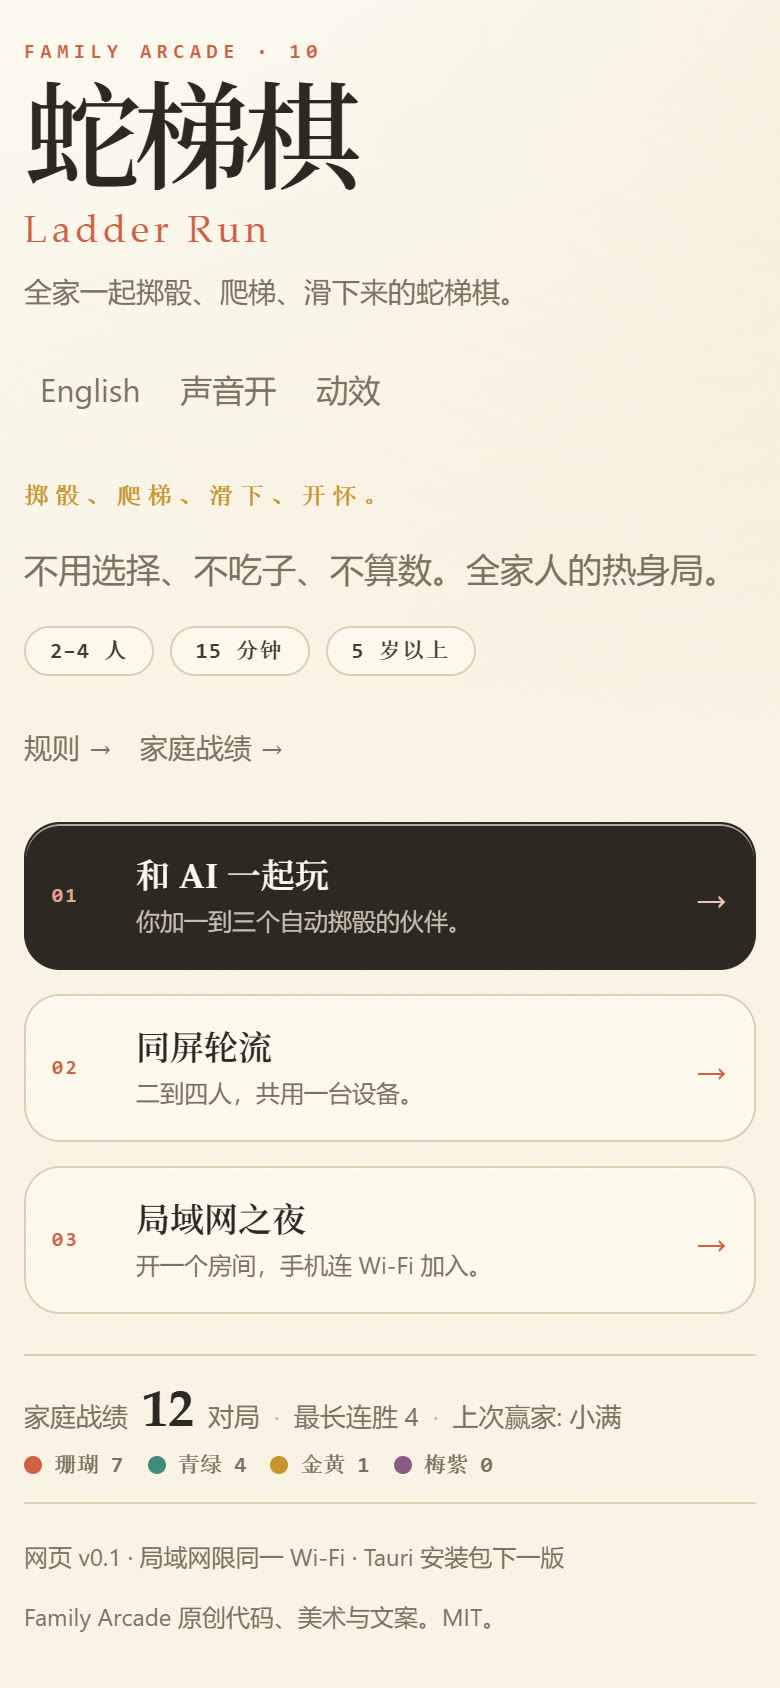 FAMILY ARCADE · 10
蛇梯棋
Ladder Run
全家一起掷骰、爬梯、滑下来的蛇梯棋。
English 声音开 动效
掷骰、爬梯、滑下、开怀。
不用选择、不吃子、不算数。全家人的热身局。
2–4 人 15 分钟 5 岁以上
规则 → 家庭战绩 →
01 和 AI 一起玩 →
你加一到三个自动掷骰的伙伴。
02 同屏轮流 →
二到四人，共用一台设备。
03 局域网之夜 →
开一个房间，手机连 Wi-Fi 加入。
家庭战绩 12 对局 · 最长连胜 4 · 上次赢家: 小满
珊瑚 7 青绿 4 金黄 1 梅紫 0
网页 v0.1 · 局域网限同一 Wi-Fi · Tauri 安装包下一版
Family Arcade 原创代码、美术与文案。MIT。